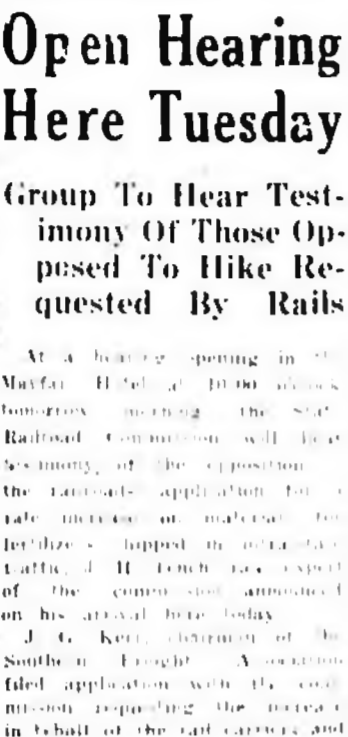 Open Hearing
Here Tuesday
Group To Hear Test-
imony Of Those Op-
posed To Hike Re-
quested By Rails
At a hearing opening in the
Mayfair Hotel at 10:00 o'clock
tomorrow morning the State
Railroad Commission will hear
testimony of the opposition
the railroads application for a
rate increase on materials for
fertilizers shipped in intra-state
traffic, J. H. rate expert
of the commission announced
on his arrival here today
J. G. Kerr, chairman of the
Southern Freight Association
filed application with the com-
mission requesting the increase
in behalf of the rail carriers and